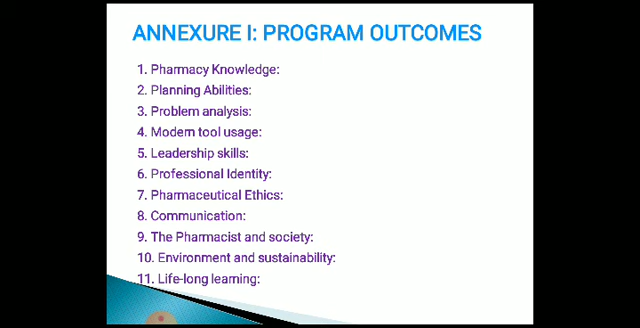 ANNEXURE I: PROGRAM OUTCOMES
1. Pharmacy Knowledge:
2. Planning Abilities:
3. Problem analysis:
4. Modern tool usage:
5. Leadership skills:
6. Professional Identity:
7. Pharmaceutical Ethics:
8. Communication:
9. The Pharmacist and society:
10. Environment and sustainability:
11. Life-long learning: